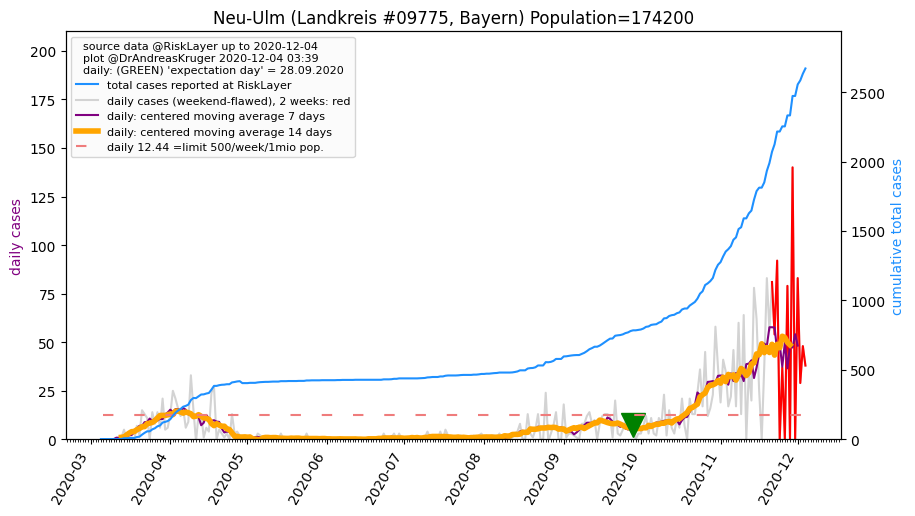 Neu-Ulm (Landkreis #09775, Bayern) Population=174200
source data @RiskLayer up to 2020-12-04
plot @DrAndreasKruger 2020-12-04 03:39
daily: (GREEN) 'expectation day' = 28.09.2020
total cases reported at RiskLayer
daily cases (weekend-flawed), 2 weeks: red
daily: centered moving average 7 days
daily: centered moving average 14 days
daily 12.44 =limit 500/week/1mio pop.
daily cases
200
175
150
125
100
75
50
25
0
cumulative total cases
2500
2000
1500
1000
500
0
2020-03
2020-04
2020-05
2020-06
2020-07
2020-08
2020-09
2020-10
2020-11
2020-12